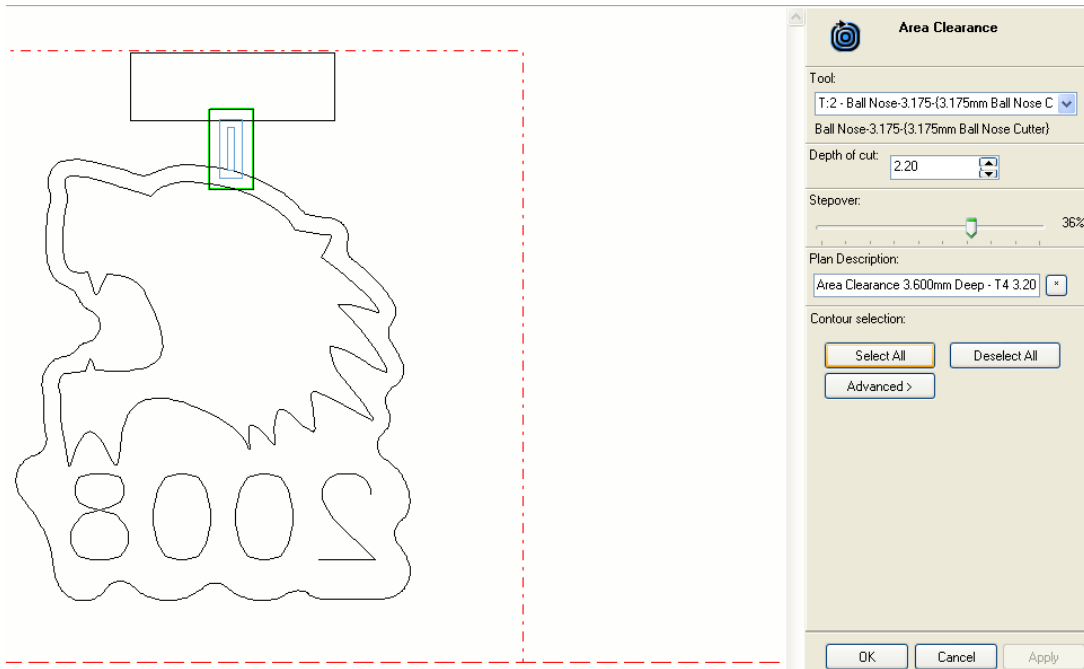 Area Clearance
Tool:
T:2 - Ball Nose-3.175-{3.175mm Ball Nose C
Ball Nose-3.175-{3.175mm Ball Nose Cutter}
Depth of cut: 2.20
Stepover:
36%
Plan Description:
Area Clearance 3.600mm Deep - T4 3.20 *
Contour selection:
Select All Deselect All
Advanced >
OK Cancel Apply
2008